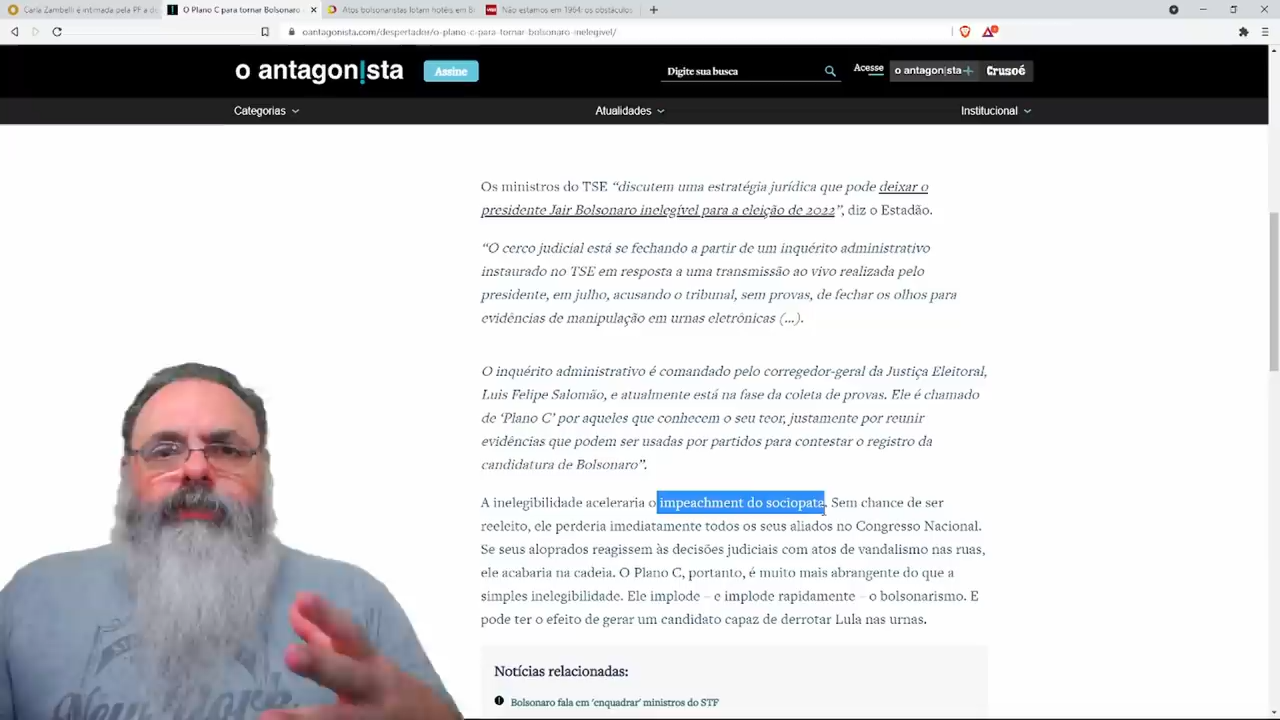 Carla Zambelli é intimada pela PF a de
O Plano C para tornar Bolsonaro
Atos bolsonaristas lotam hotéis em B
Não estamos em 1964: os obstáculos
oantagonista.com/despertador/o-plano-c-para-tornar-bolsonaro-inelegivel/
o antagon!sta
Assine
Digite sua busca
Acesse
o antagon|sta+
Crusoé
Categorias
Atualidades
Institucional
Os ministros do TSE “discutem uma estratégia jurídica que pode deixar o
presidente Jair Bolsonaro inelegível para a eleição de 2022”, diz o Estadão.
“O cerco judicial está se fechando a partir de um inquérito administrativo
instaurado no TSE em resposta a uma transmissão ao vivo realizada pelo
presidente, em julho, acusando o tribunal, sem provas, de fechar os olhos para
evidências de manipulação em urnas eletrônicas (...).
O inquérito administrativo é comandado pelo corregedor-geral da Justiça Eleitoral,
Luis Felipe Salomão, e atualmente está na fase da coleta de provas. Ele é chamado
de ‘Plano C’ por aqueles que conhecem o seu teor, justamente por reunir
evidências que podem ser usadas por partidos para contestar o registro da
candidatura de Bolsonaro”.
A inelegibilidade aceleraria o impeachment do sociopata. Sem chance de ser
reeleito, ele perderia imediatamente todos os seus aliados no Congresso Nacional.
Se seus aloprados reagissem às decisões judiciais com atos de vandalismo nas ruas,
ele acabaria na cadeia. O Plano C, portanto, é muito mais abrangente do que a
simples inelegibilidade. Ele implode – e implode rapidamente – o bolsonarismo. E
pode ter o efeito de gerar um candidato capaz de derrotar Lula nas urnas.
Notícias relacionadas:
Bolsonaro fala em 'enquadrar' ministros do STF